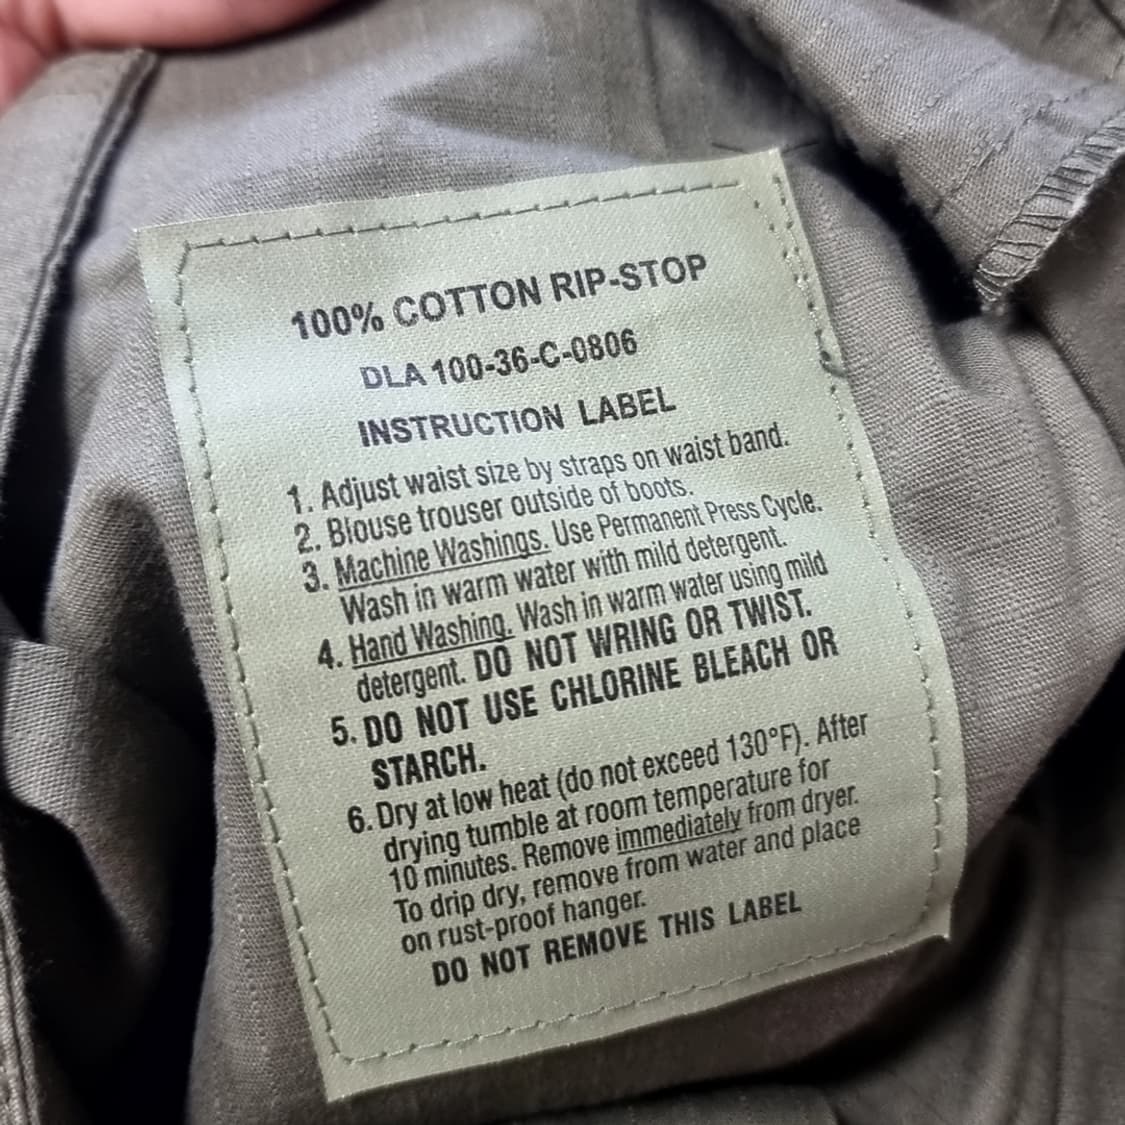 100% COTTON RIP-STOP
DLA 100-36-C-0806
INSTRUCTION LABEL
1. Adjust waist size by straps on waist band.
2. Blouse trouser outside of boots.
3. Machine Washings. Use Permanent Press Cycle.
Wash in warm water with mild detergent.
4. Hand Washing. Wash in warm water using mild
detergent. DO NOT WRING OR TWIST.
5. DO NOT USE CHLORINE BLEACH OR
STARCH.
6. Dry at low heat (do not exceed 130°F). After
drying tumble at room temperature for
10 minutes. Remove immediately from dryer.
To drip dry, remove from water and place
on rust-proof hanger.
DO NOT REMOVE THIS LABEL